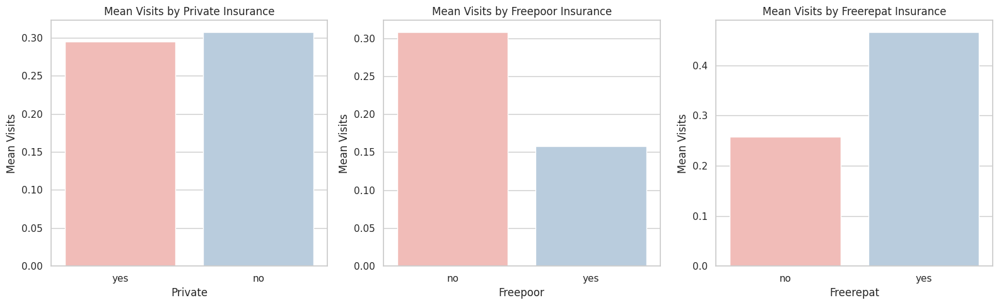 Mean Visits by Private Insurance
Mean Visits
0.30
0.25
0.20
0.15
0.10
0.05
0.00
yes no
Private
Mean Visits by Freepoor Insurance
Mean Visits
0.30
0.25
0.20
0.15
0.10
0.05
0.00
no yes
Freepoor
Mean Visits by Freerepat Insurance
Mean Visits
0.4
0.3
0.2
0.1
0.0
no yes
Freerepat